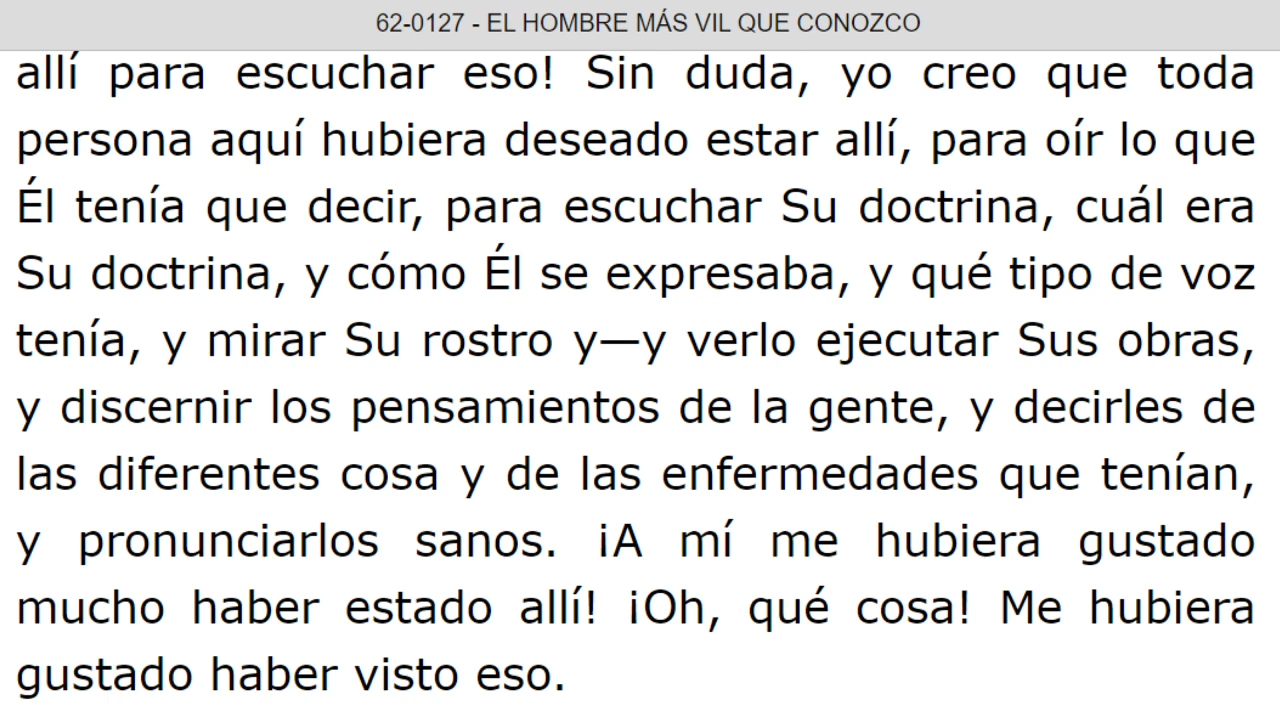 62-0127 - EL HOMBRE MÁS VIL QUE CONOZCO
allí para escuchar eso! Sin duda, yo creo que toda
persona aquí hubiera deseado estar allí, para oír lo que
Él tenía que decir, para escuchar Su doctrina, cuál era
Su doctrina, y cómo Él se expresaba, y qué tipo de voz
tenía, y mirar Su rostro y—y verlo ejecutar Sus obras,
y discernir los pensamientos de la gente, y decirles de
las diferentes cosa y de las enfermedades que tenían,
y pronunciarlos sanos. ¡A mí me hubiera gustado
mucho haber estado allí! ¡Oh, qué cosa! Me hubiera
gustado haber visto eso.